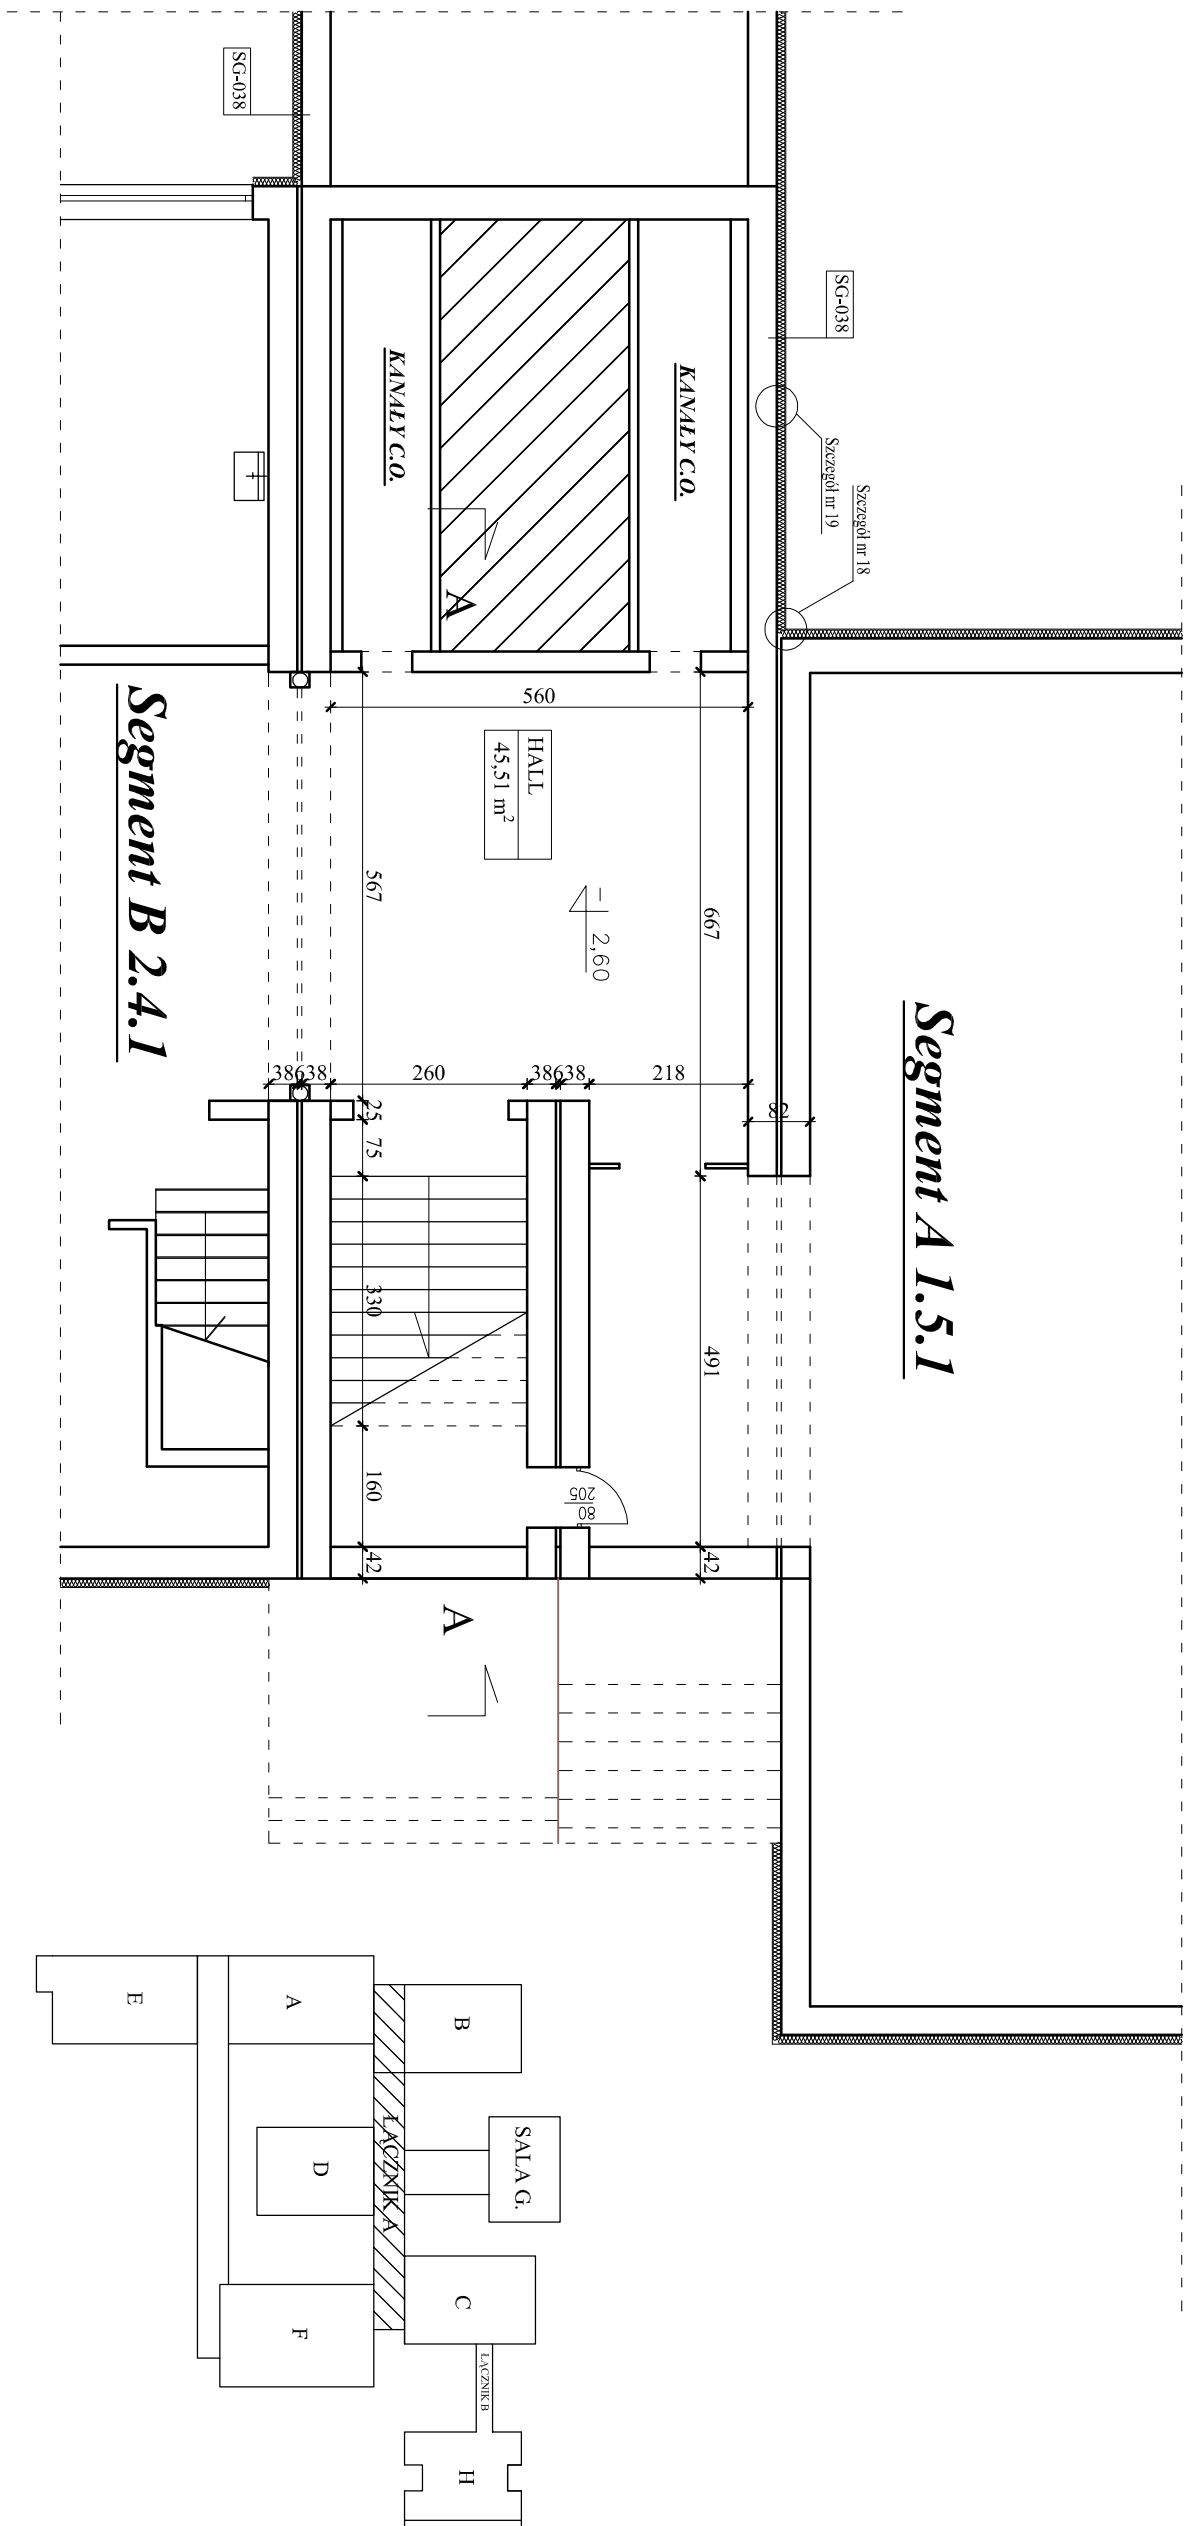 SG-038
SG-038
Szczegół nr 19
Szczegół nr 18
KANAŁY C.O.
KANAŁY C.O.
A
560
HALL
45,51 m²
Segment B 2.4.1
Segment A 1.5.1
567
667
-
2,60
38
6
38
260
38
6
38
218
82
25
75
330
491
160
80
205
42
42
A
E
A
B
SALA G.
D
ŁĄCZNIK A
C
F
ŁĄCZNIK B
H